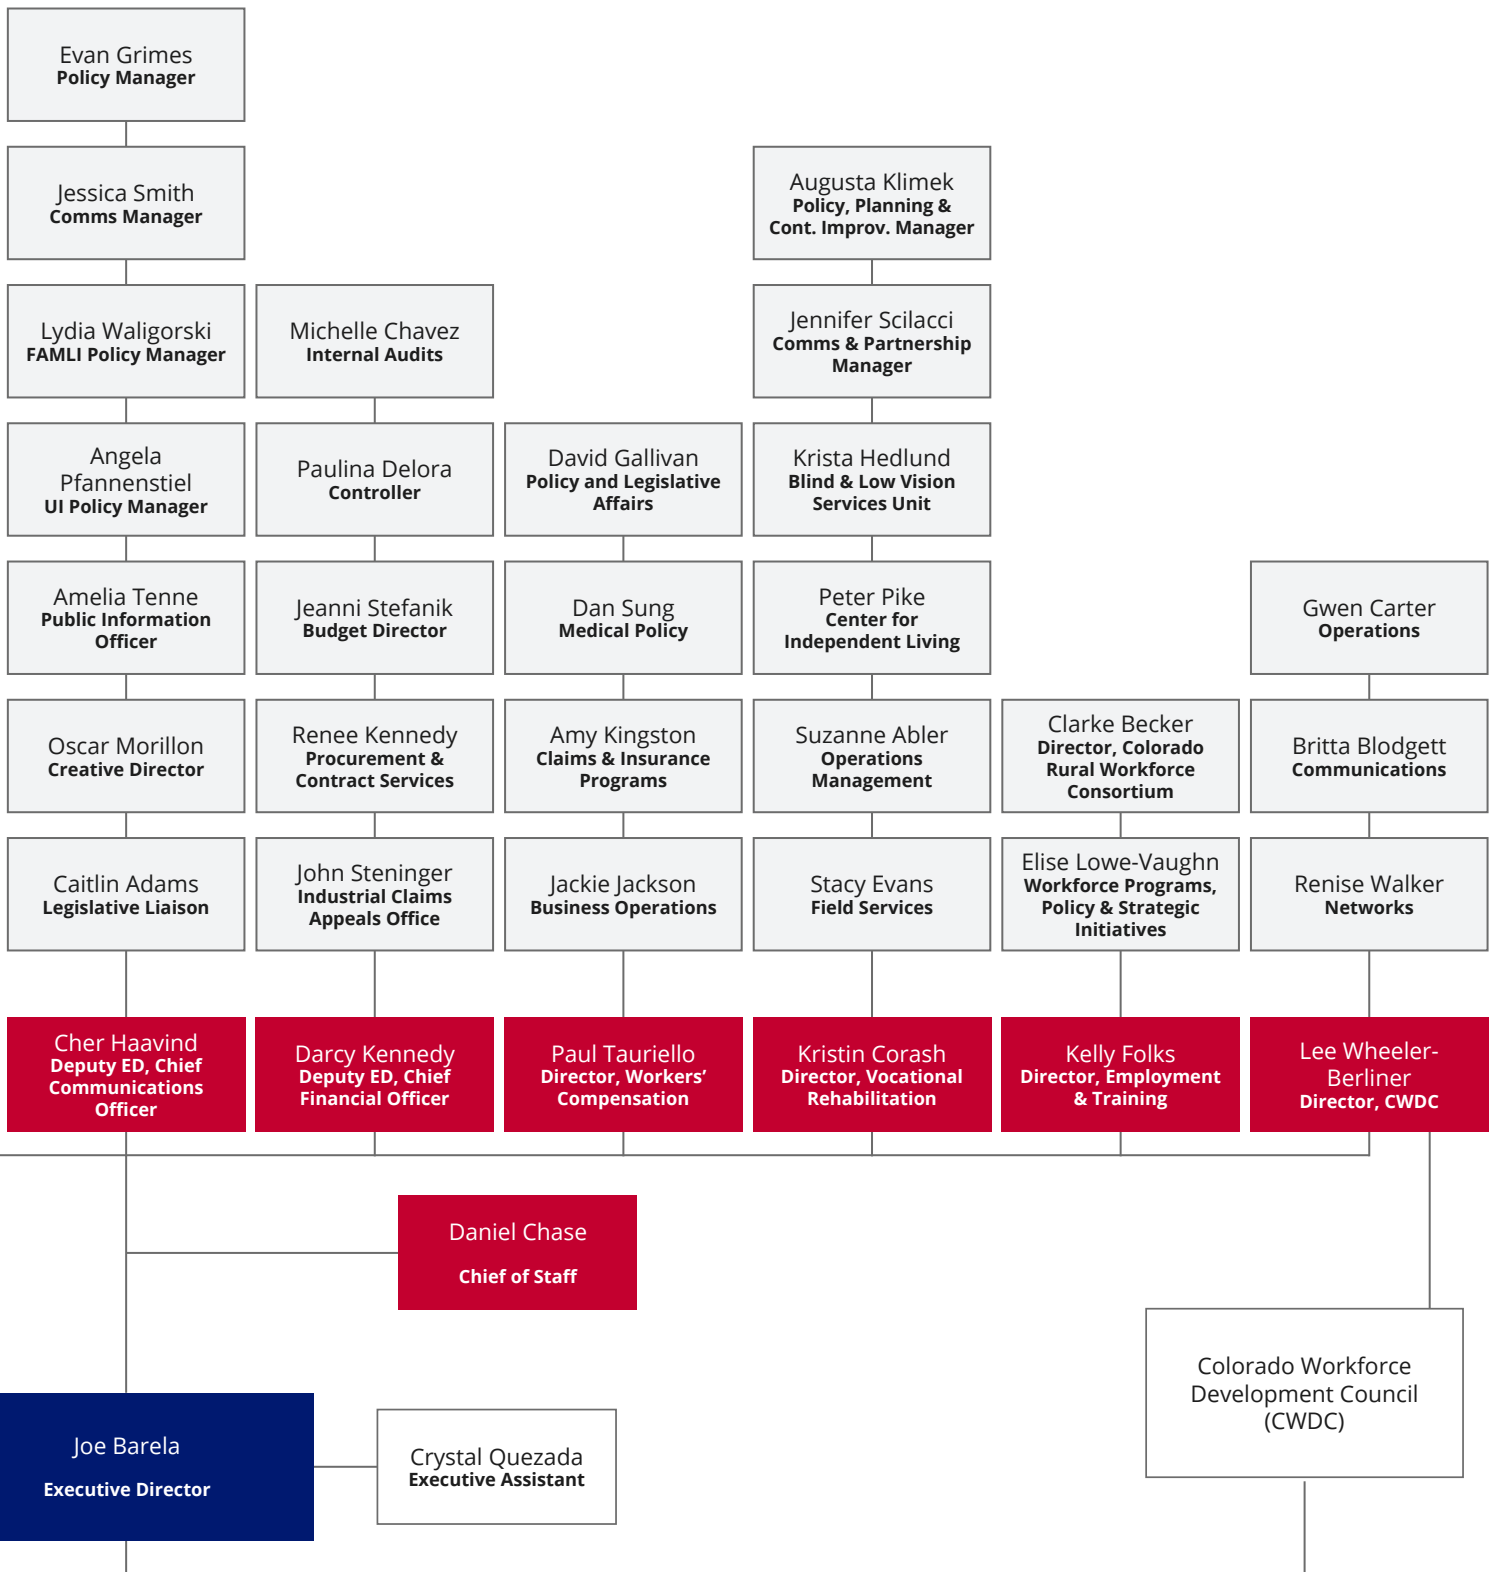 Evan Grimes
Policy Manager
Jessica Smith
Comms Manager
Augusta Klimek
Policy, Planning &
Cont. Improv. Manager
Lydia Waligorski
FAMLI Policy Manager
Michelle Chavez
Internal Audits
Jennifer Scilacci
Comms & Partnership
Manager
Angela
Pfannenstiel
UI Policy Manager
Paulina Delora
Controller
David Gallivan
Policy and Legislative
Affairs
Krista Hedlund
Blind & Low Vision
Services Unit
Amelia Tenne
Public Information
Officer
Jeanni Stefanik
Budget Director
Dan Sung
Medical Policy
Peter Pike
Center for
Independent Living
Gwen Carter
Operations
Oscar Morillon
Creative Director
Renee Kennedy
Procurement &
Contract Services
Amy Kingston
Claims & Insurance
Programs
Suzanne Abler
Operations
Management
Clarke Becker
Director, Colorado
Rural Workforce
Consortium
Britta Blodgett
Communications
Caitlin Adams
Legislative Liaison
John Steninger
Industrial Claims
Appeals Office
Jackie Jackson
Business Operations
Stacy Evans
Field Services
Elise Lowe-Vaughn
Workforce Programs,
Policy & Strategic
Initiatives
Renise Walker
Networks
Cher Haavind
Deputy ED, Chief
Communications
Officer
Darcy Kennedy
Deputy ED, Chief
Financial Officer
Paul Tauriello
Director, Workers’
Compensation
Kristin Corash
Director, Vocational
Rehabilitation
Kelly Folks
Director, Employment
& Training
Lee Wheeler-
Berliner
Director, CWDC
Daniel Chase
Chief of Staff
Joe Barela
Executive Director
Crystal Quezada
Executive Assistant
Colorado Workforce
Development Council
(CWDC)